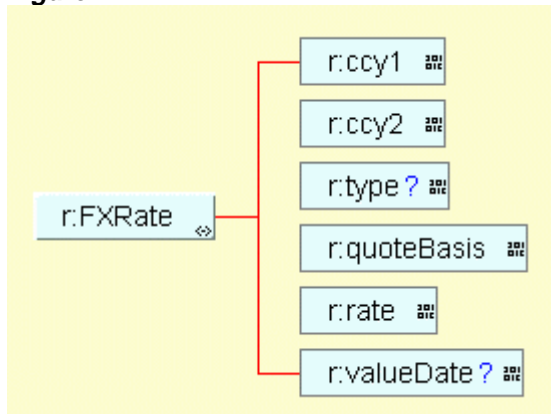 r:FXRate
r:ccy1
r:ccy2
r:type?
r:quoteBasis
r:rate
r:valueDate?